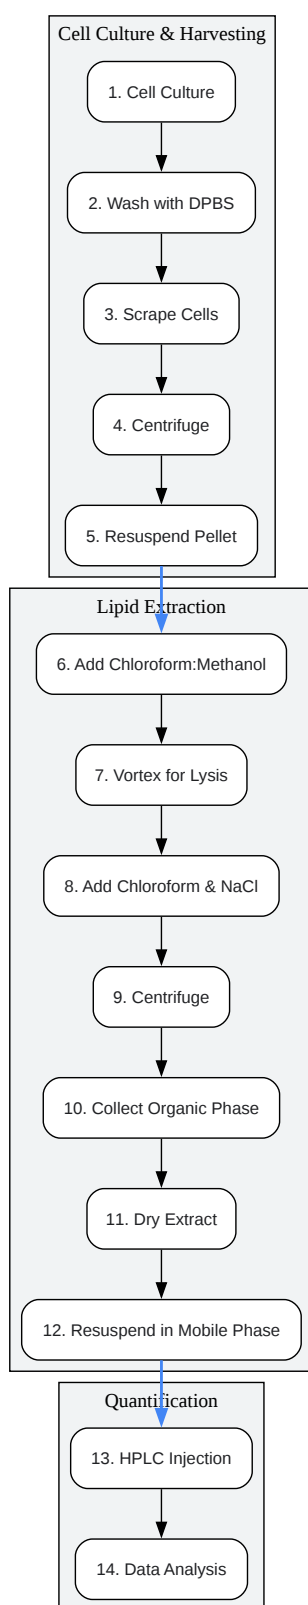 Cell Culture & Harvesting
1. Cell Culture
2. Wash with DPBS
3. Scrape Cells
4. Centrifuge
5. Resuspend Pellet
Lipid Extraction
6. Add Chloroform:Methanol
7. Vortex for Lysis
8. Add Chloroform & NaCl
9. Centrifuge
10. Collect Organic Phase
11. Dry Extract
12. Resuspend in Mobile Phase
Quantification
13. HPLC Injection
14. Data Analysis